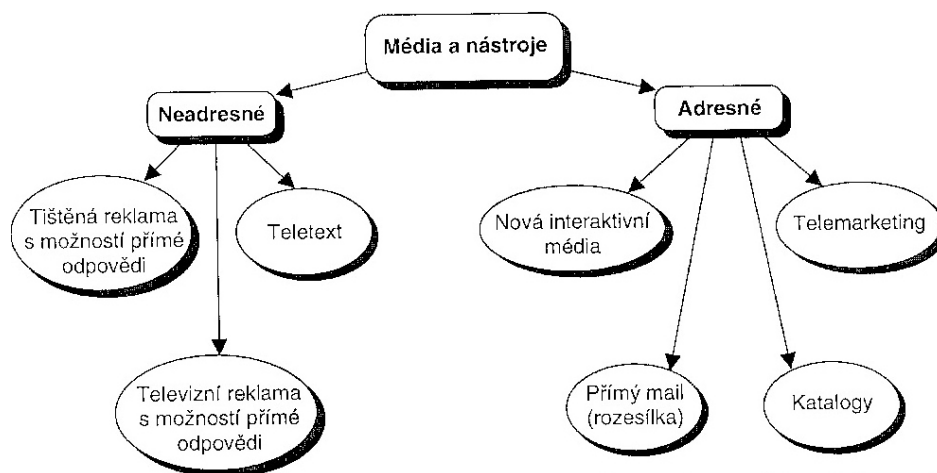 Média a nástroje
Neadresné
Adresné
Tištěná reklama
s možností přímé
odpovědi
Teletext
Nová interaktivní
média
Telemarketing
Televizní reklama
s možností přímé
odpovědi
Přímý mail
(rozesílka)
Katalogy